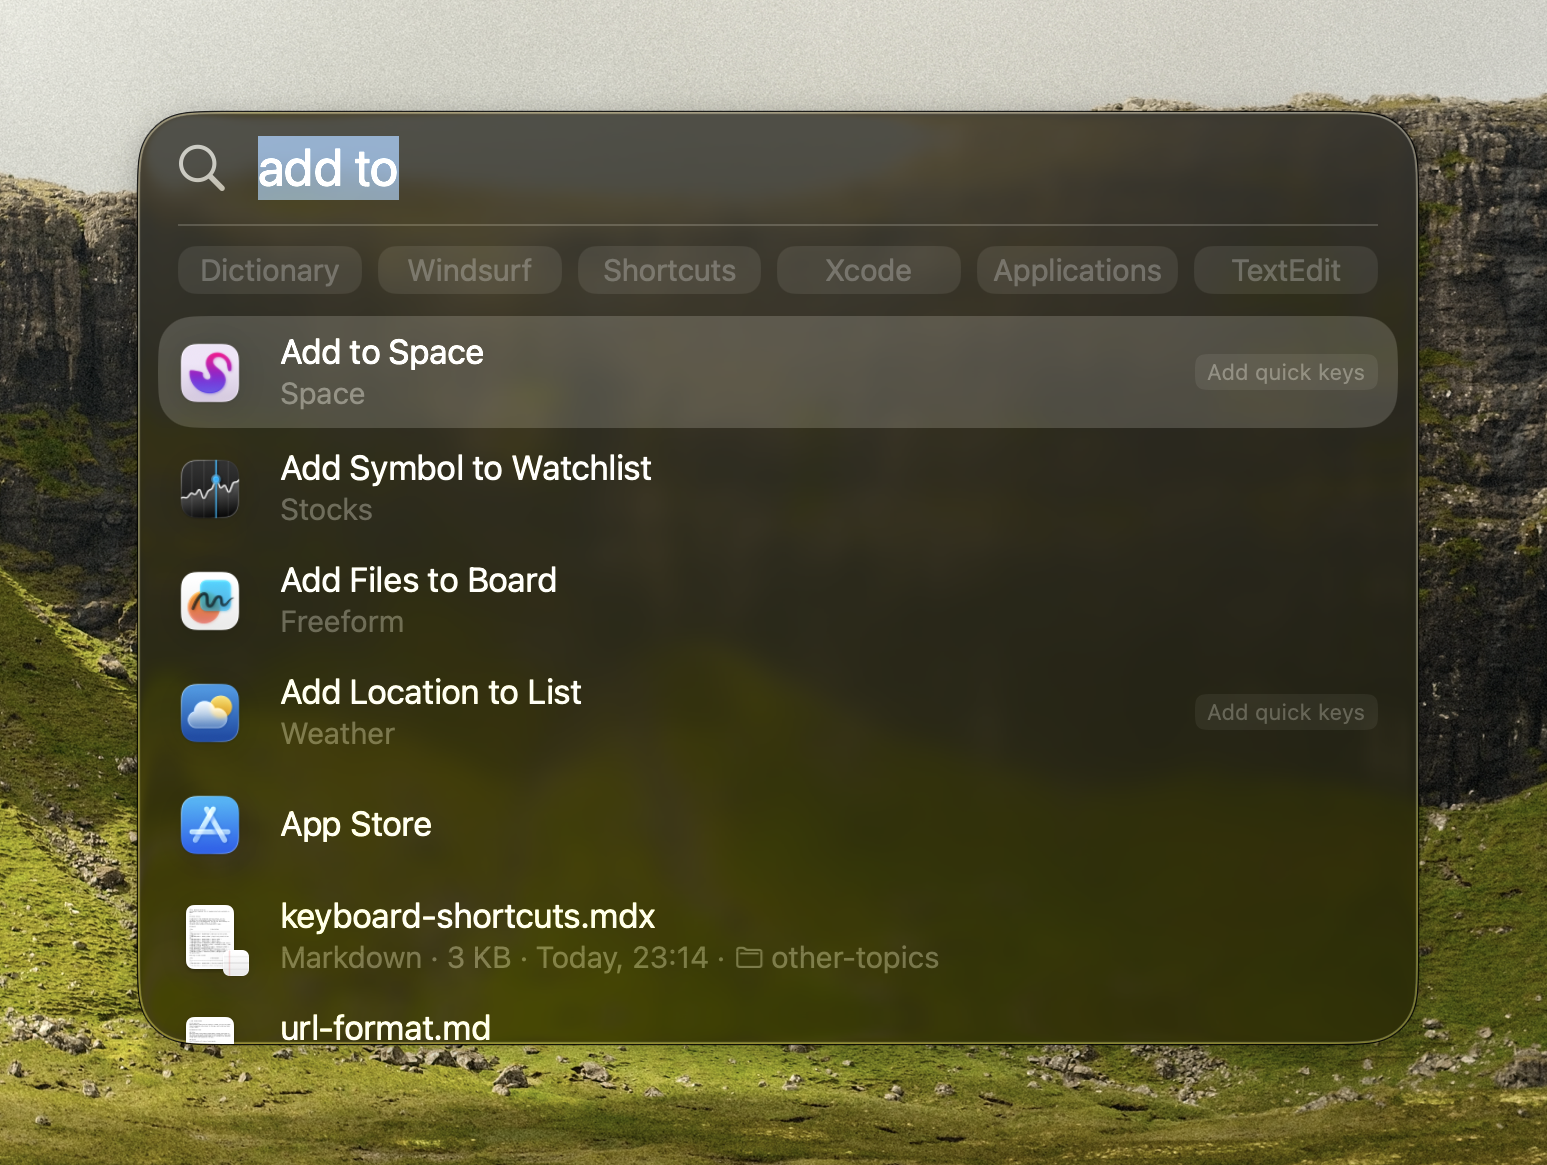 add to
Dictionary Windsurf Shortcuts Xcode Applications TextEdit
Add to Space
Space
Add quick keys
Add Symbol to Watchlist
Stocks
Add Files to Board
Freeform
Add Location to List
Weather
Add quick keys
App Store
keyboard-shortcuts.mdx
Markdown · 3 KB · Today, 23:14 · other-topics
url-format.md